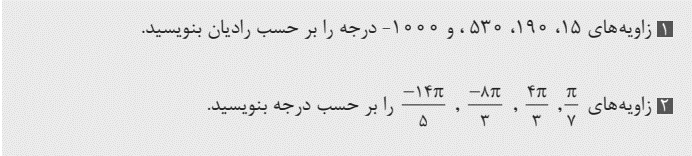 ۱ زاویه‌های ۱۵، ۱۹۰، ۵۳۰ ، و ۱۰۰۰- درجه را بر حسب رادیان بنویسید.
۲ زاویه‌های π/۷ , ۴π/۳ , −۸π/۳ , −۱۴π/۵ را بر حسب درجه بنویسید.